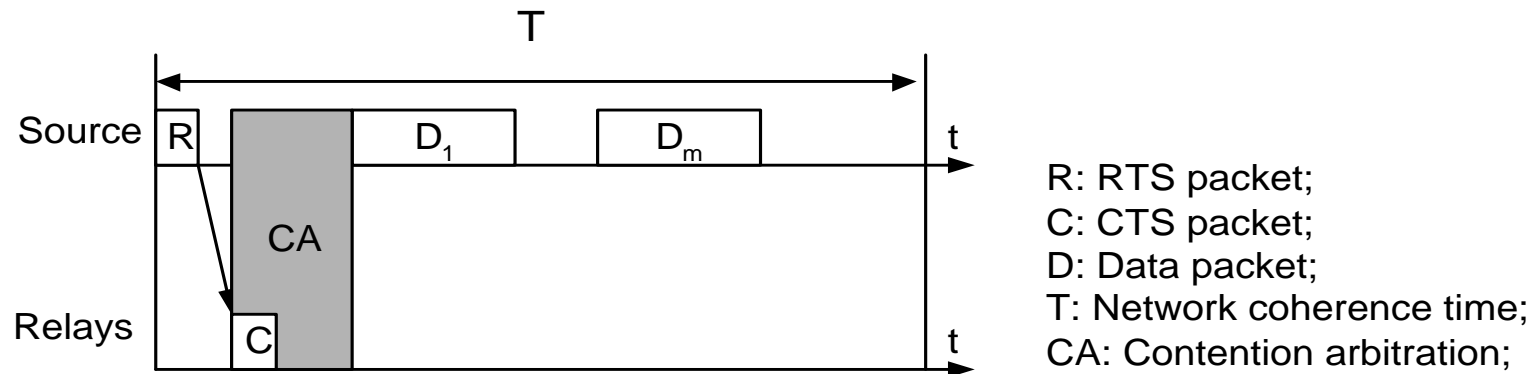 T
Source R D₁ Dₘ t
CA
Relays C t
R: RTS packet;
C: CTS packet;
D: Data packet;
T: Network coherence time;
CA: Contention arbitration;